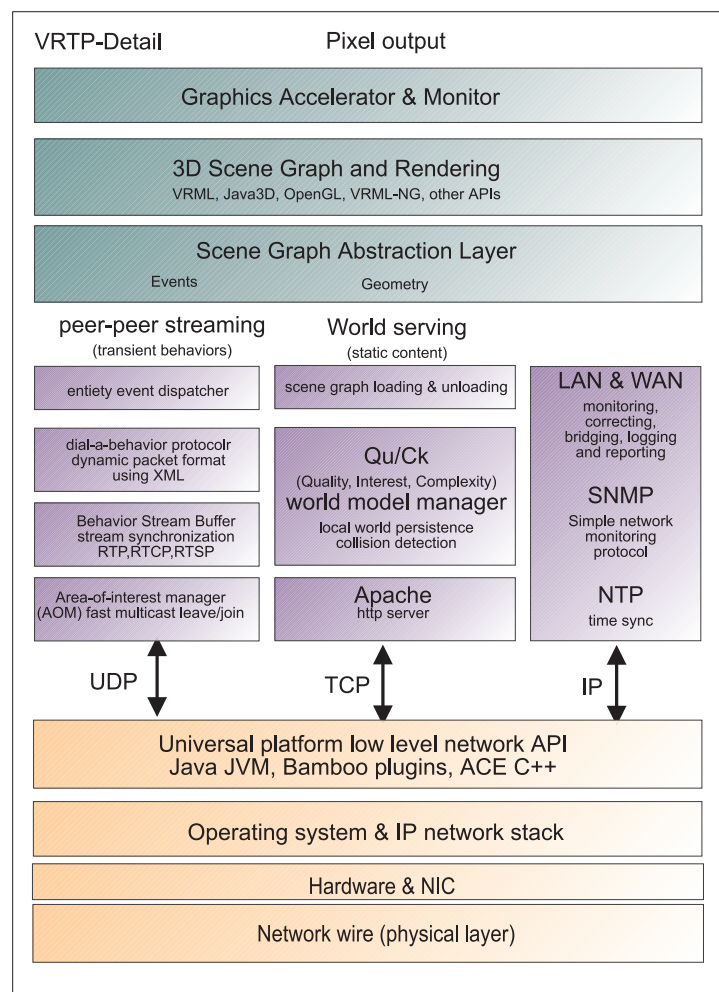 VRTP-Detail
Pixel output
Graphics Accelerator & Monitor
3D Scene Graph and Rendering
VRML, Java3D, OpenGL, VRML-NG, other APIs
Scene Graph Abstraction Layer
Events
Geometry
peer-peer streaming
(transient behaviors)
entiety event dispatcher
dial-a-behavior protocolr
dynamic packet format
using XML
Behavior Stream Buffer
stream synchronization
RTP,RTCP,RTSP
Area-of-interest manager
(AOM) fast multicast leave/join
World serving
(static content)
scene graph loading & unloading
Qu/Ck
(Quality, Interest, Complexity)
world model manager
local world persistence
collision detection
Apache
http server
LAN & WAN
monitoring,
correcting,
bridging, logging
and reporting
SNMP
Simple network
monitoring
protocol
NTP
time sync
UDP
TCP
IP
Universal platform low level network API
Java JVM, Bamboo plugins, ACE C++
Operating system & IP network stack
Hardware & NIC
Network wire (physical layer)